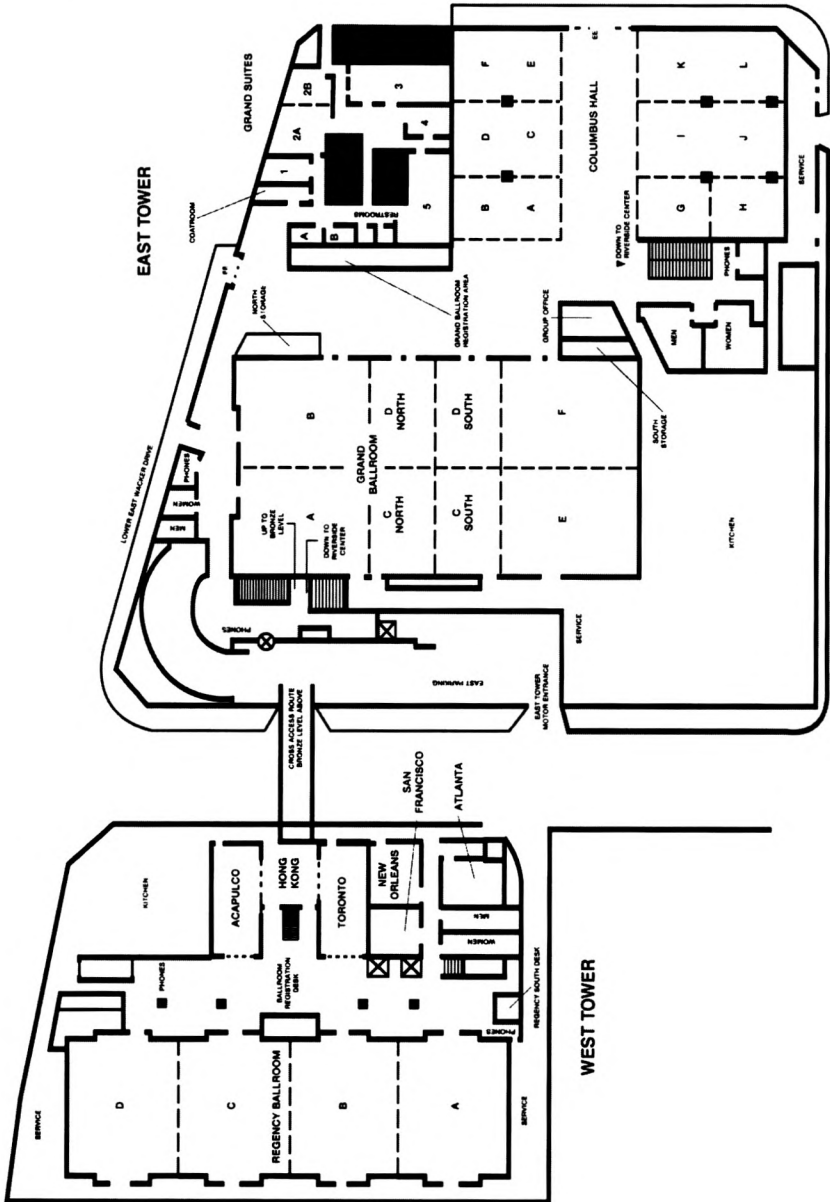 EAST TOWER
GRAND SUITES
COATROOM
1
2A
2B
3
4
5
A
B
RESTROOMS
LOWER EAST WACKER DRIVE
NORTH
STORAGE
GRAND BALLROOM
REGISTRATION AREA
COLUMBUS HALL
EE
F
E
D
C
B
A
K
L
I
J
G
H
SERVICE
DOWN TO
RIVERSIDE CENTER
PHONES
MEN
WOMEN
GROUP OFFICE
SOUTH
STORAGE
GRAND
BALLROOM
A
B
C
NORTH
D
NORTH
C
SOUTH
D
SOUTH
E
F
PHONES
WOMEN
MEN
UP TO
BRONZE
LEVEL
DOWN TO
RIVERSIDE
CENTER
PHONES
KITCHEN
SERVICE
EAST PARKING
EAST TOWER
MOTOR ENTRANCE
CROSS ACCESS ROUTE
BRONZE LEVEL ABOVE
WEST TOWER
KITCHEN
ACAPULCO
HONG
KONG
TORONTO
NEW
ORLEANS
SAN
FRANCISCO
ATLANTA
MEN
WOMEN
PHONES
BALLROOM
REGISTRATION
DESK
REGENCY SOUTH DESK
PHONES
SERVICE
REGENCY BALLROOM
D
C
B
A
SERVICE